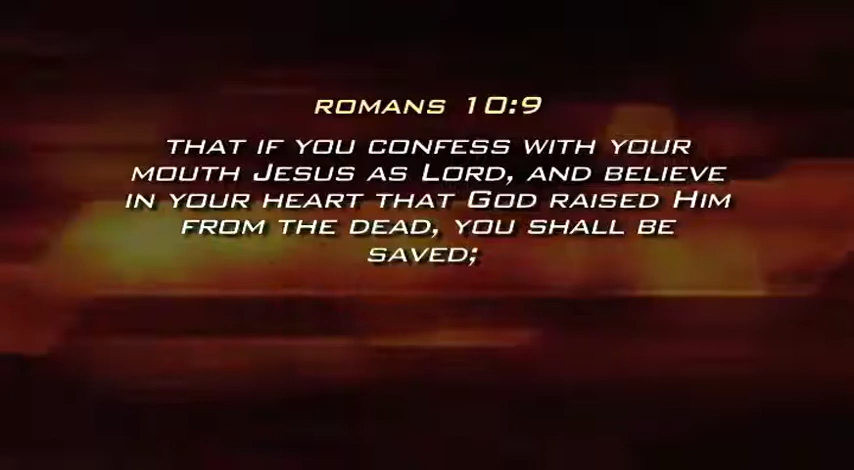 ROMANS 10:9
THAT IF YOU CONFESS WITH YOUR
MOUTH JESUS AS LORD, AND BELIEVE
IN YOUR HEART THAT GOD RAISED HIM
FROM THE DEAD, YOU SHALL BE
SAVED;